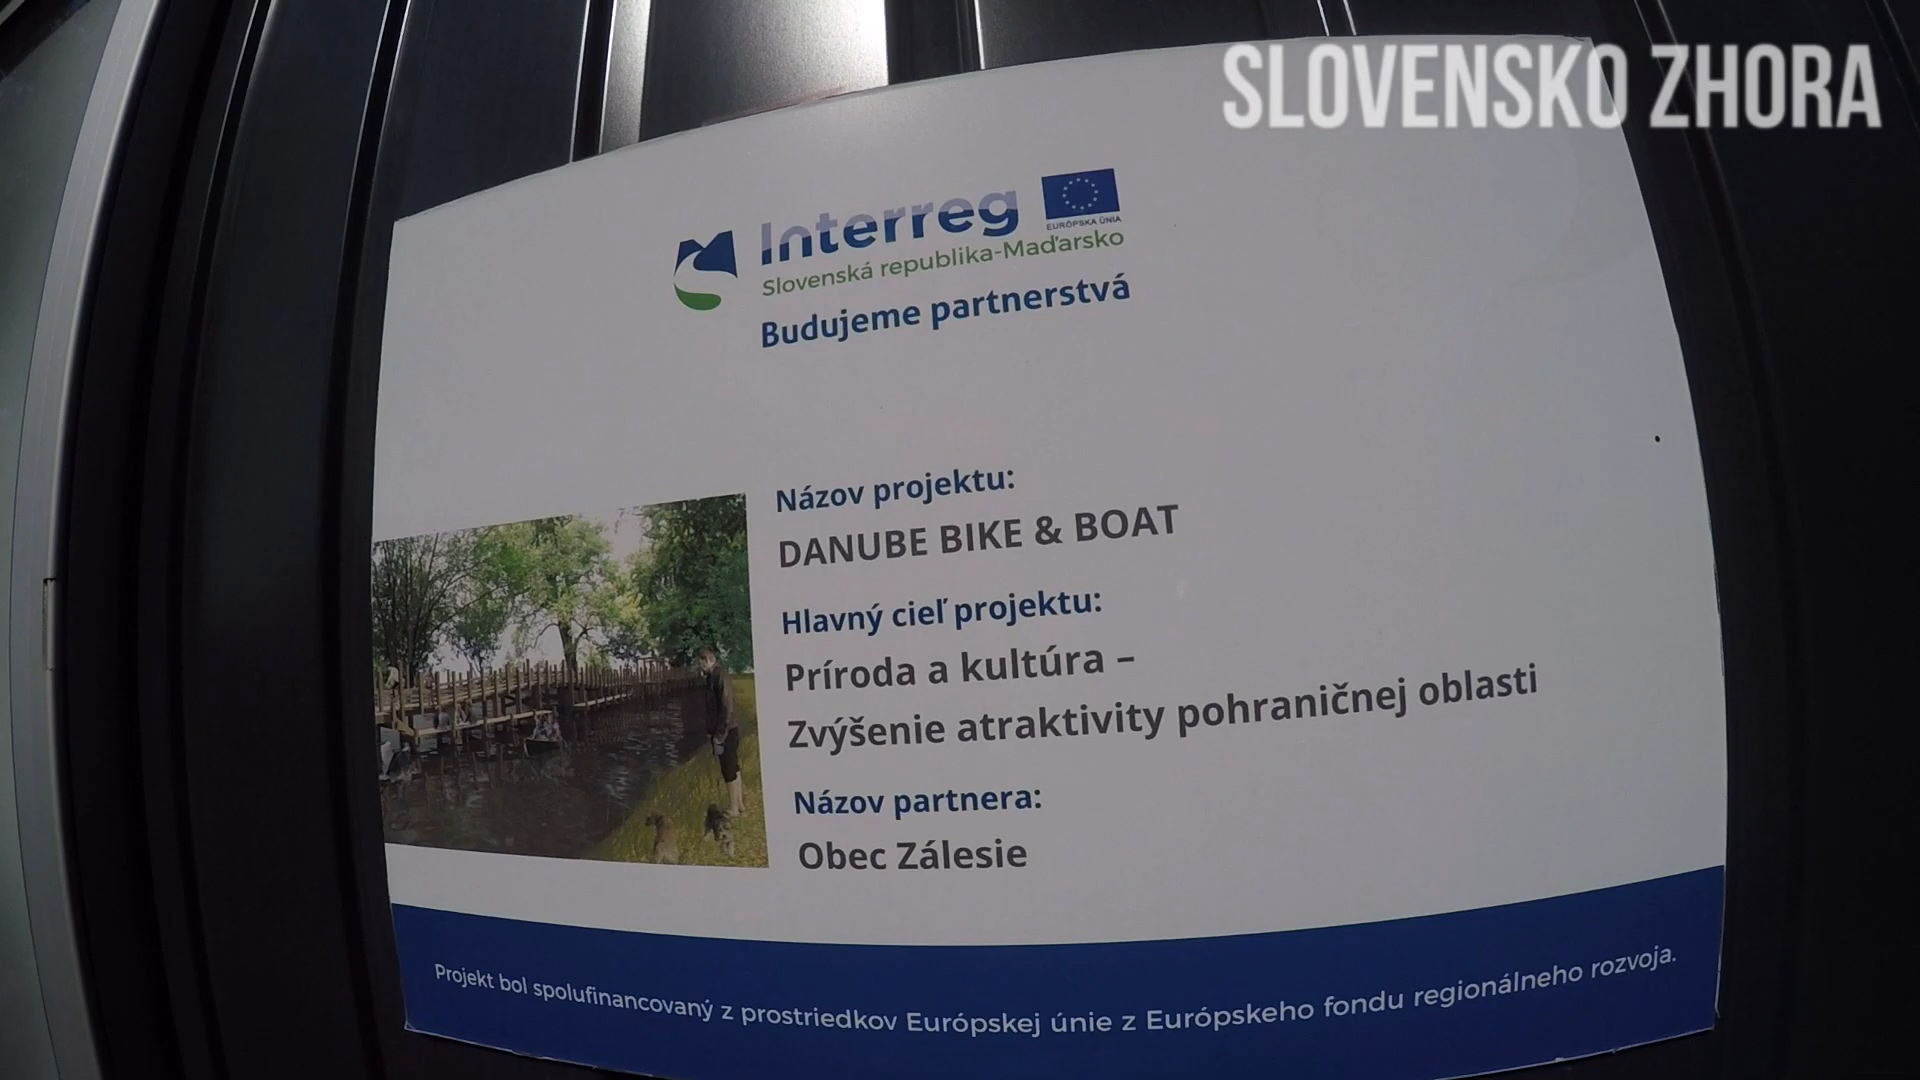 SLOVENSKO ZHORA
Interreg
EURÓPSKA ÚNIA
Slovenská republika-Maďarsko
Budujeme partnerstvá
Názov projektu:
DANUBE BIKE & BOAT
Hlavný cieľ projektu:
Príroda a kultúra –
Zvýšenie atraktivity pohraničnej oblasti
Názov partnera:
Obec Zálesie
Projekt bol spolufinancovaný z prostriedkov Európskej únie z Európskeho fondu regionálneho rozvoja.